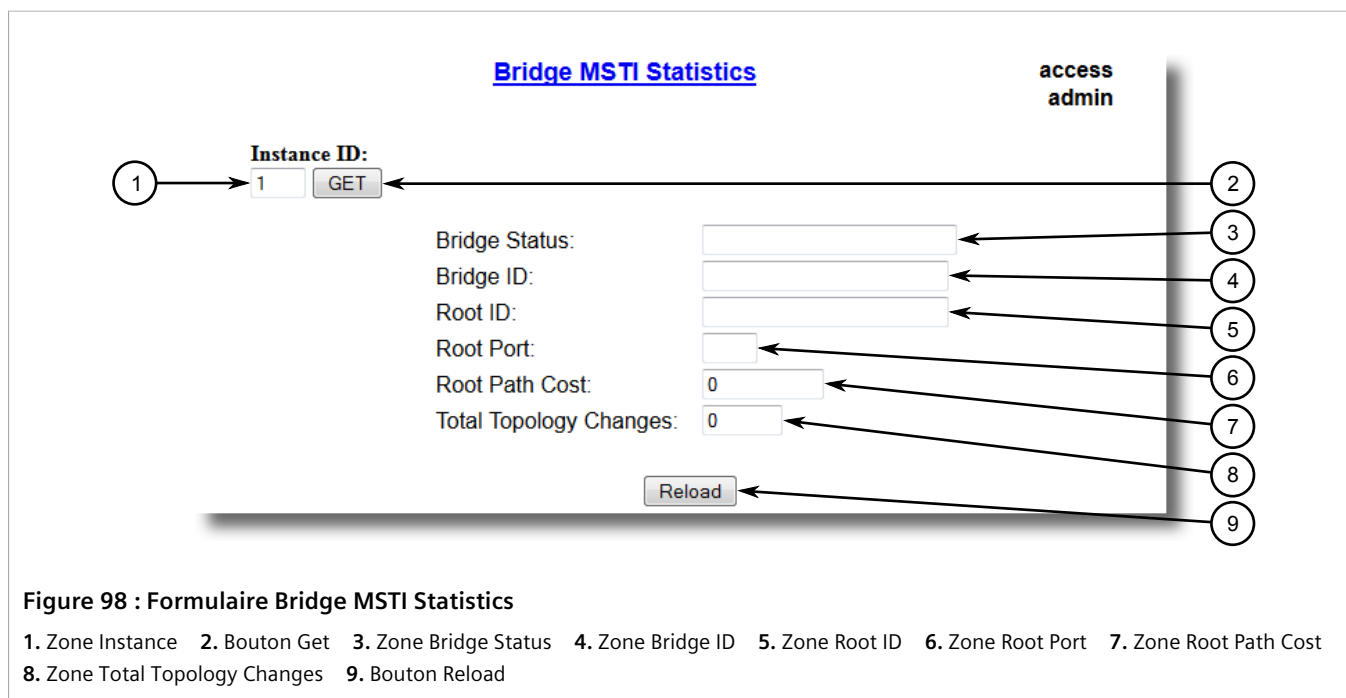 Bridge MSTI Statistics
access
admin
Instance ID:
1
1 GET
2
Bridge Status:
3
Bridge ID:
4
Root ID:
5
Root Port:
6
Root Path Cost: 0
7
Total Topology Changes: 0
8
Reload
9
Figure 98 : Formulaire Bridge MSTI Statistics
1. Zone Instance 2. Bouton Get 3. Zone Bridge Status 4. Zone Bridge ID 5. Zone Root ID 6. Zone Root Port 7. Zone Root Path Cost
8. Zone Total Topology Changes 9. Bouton Reload